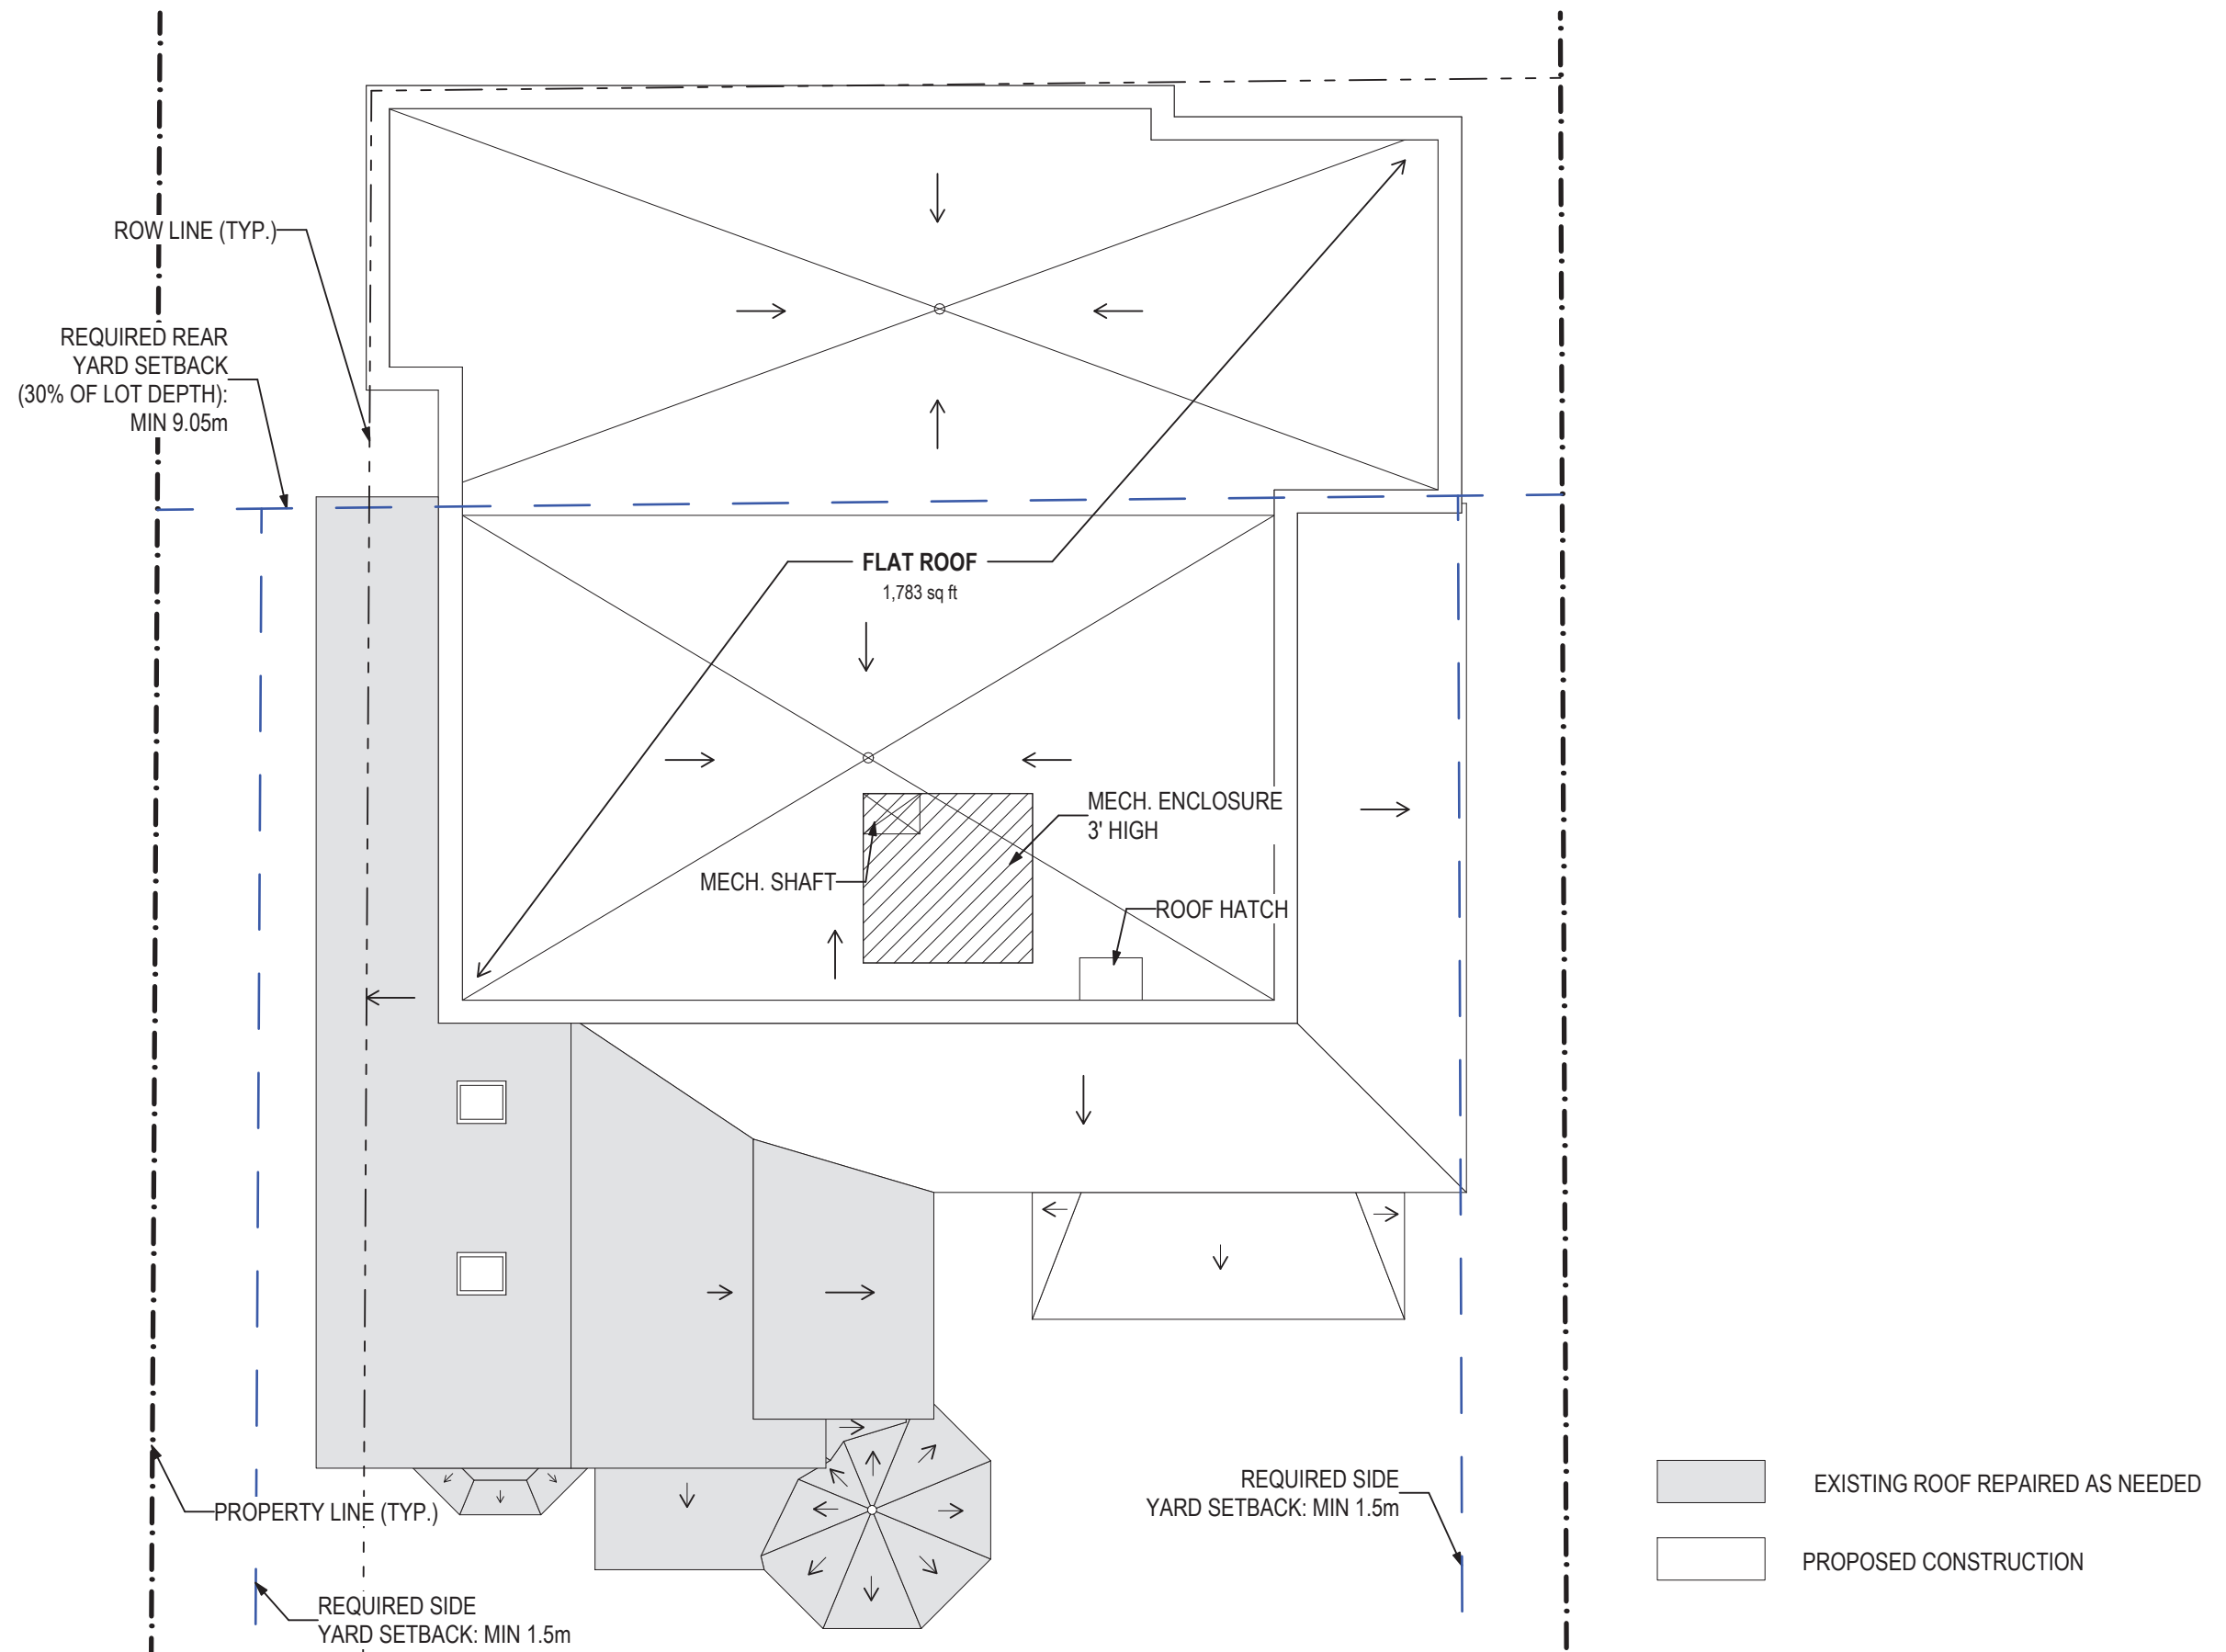 ROW LINE (TYP.)
REQUIRED REAR
YARD SETBACK
(30% OF LOT DEPTH):
MIN 9.05m
FLAT ROOF
1,783 sq ft
MECH. ENCLOSURE
3' HIGH
MECH. SHAFT
ROOF HATCH
REQUIRED SIDE
YARD SETBACK: MIN 1.5m
EXISTING ROOF REPAIRED AS NEEDED
PROPERTY LINE (TYP.)
PROPOSED CONSTRUCTION
REQUIRED SIDE
YARD SETBACK: MIN 1.5m